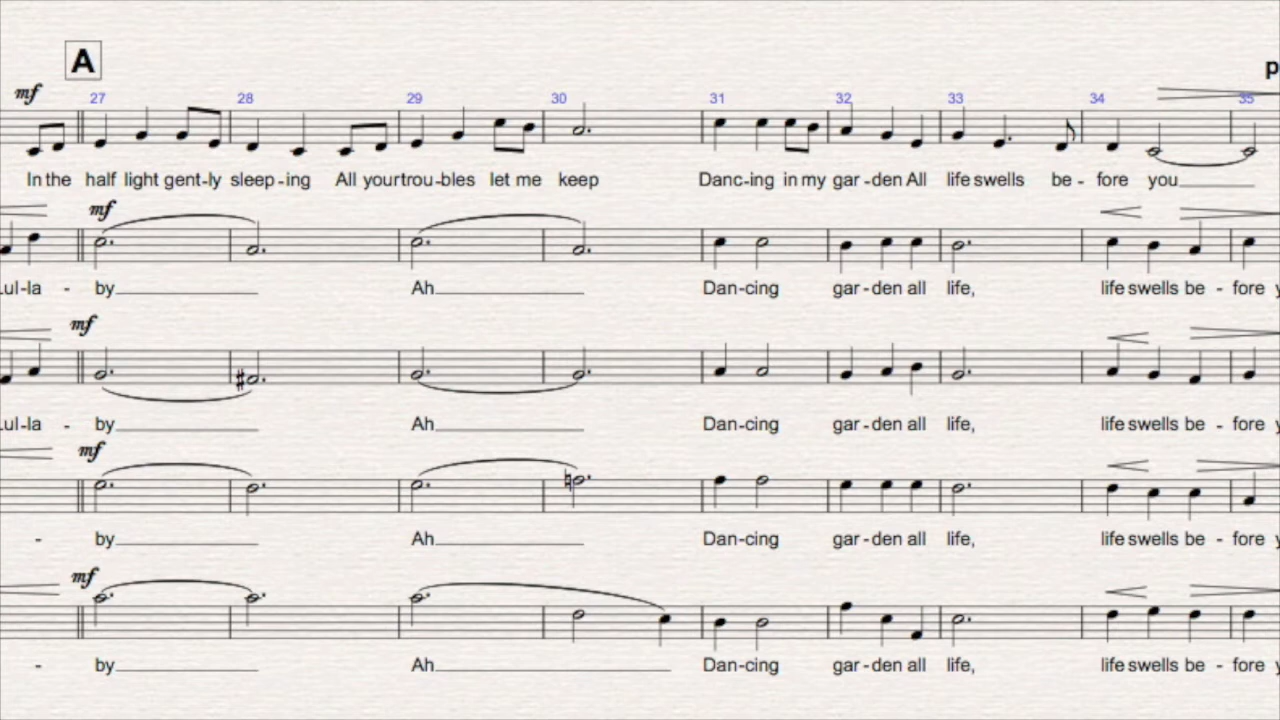 A
p
mf
27 28 29 30 31 32 33 34 35
In the half light gent-ly sleep-ing All your trou-bles let me keep Danc-ing in my gar-den All life swells be-fore you
mf
ul-la - by Ah Dan-cing gar-den all life, life swells be - fore
mf
ul-la - by Ah Dan-cing gar-den all life, life swells be - fore
mf
- by Ah Dan-cing gar-den all life, life swells be - fore
mf
- by Ah Dan-cing gar-den all life, life swells be - fore